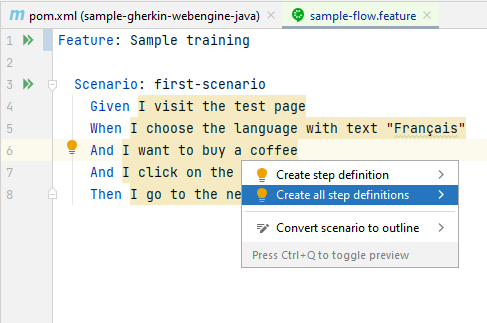 pom.xml (sample-gherkin-webengine-java)
sample-flow.feature
1 Feature: Sample training
2
3 Scenario: first-scenario
4 Given I visit the test page
5 When I choose the language with text "Français"
6 And I want to buy a coffee
7 And I click on the
8 Then I go to the ne
Create step definition
Create all step definitions
Convert scenario to outline
Press Ctrl+Q to toggle preview